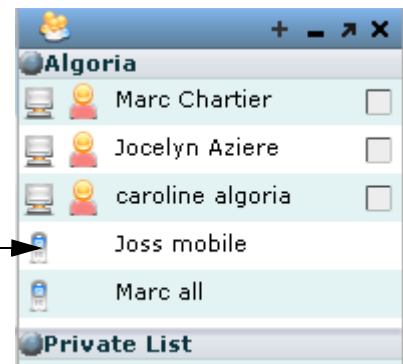 Algoria
Marc Chartier
Jocelyn Aziere
caroline algoria
Joss mobile
Marc all
Private List